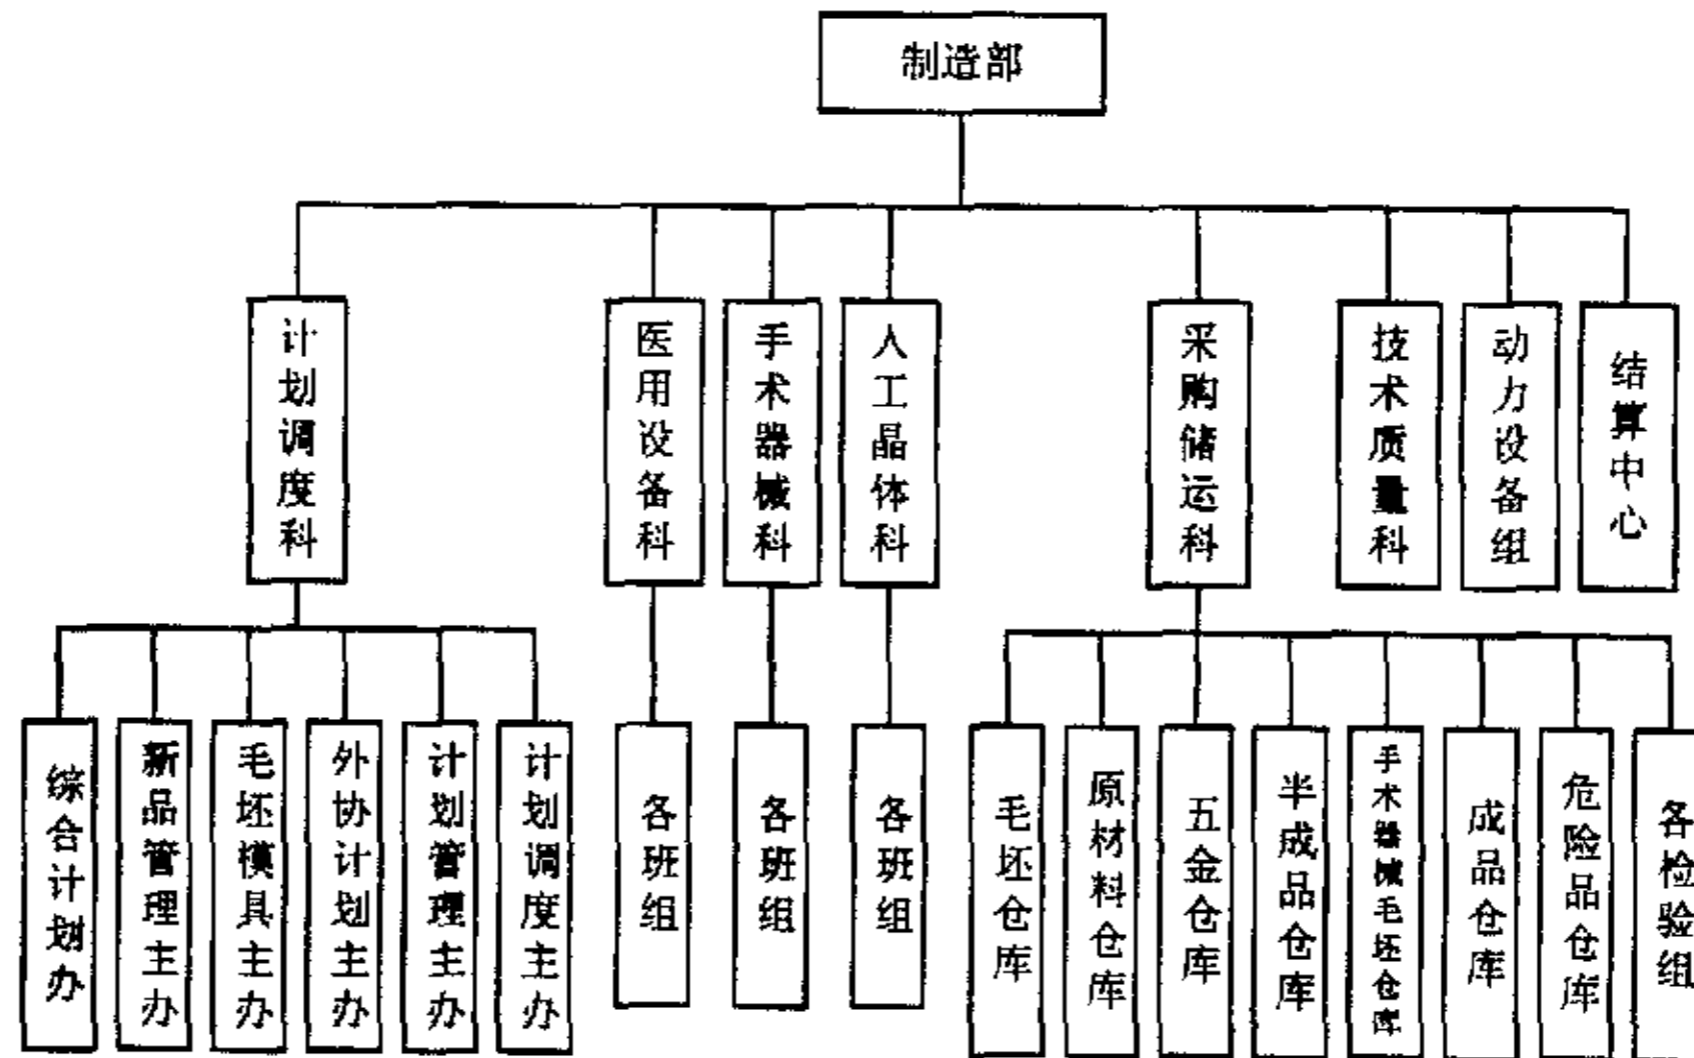 制造部
计划调度科
医用设备科
手术器械科
人工晶体科
采购储运科
技术质量科
动力设备组
结算中心
综合计划办
新品管理主办
毛坯模具主办
外协计划主办
计划管理主办
计划调度主办
各班组
各班组
各班组
毛坯仓库
原材料仓库
五金仓库
半成品仓库
手术器械毛坯仓库
成品仓库
危险品仓库
各检验组